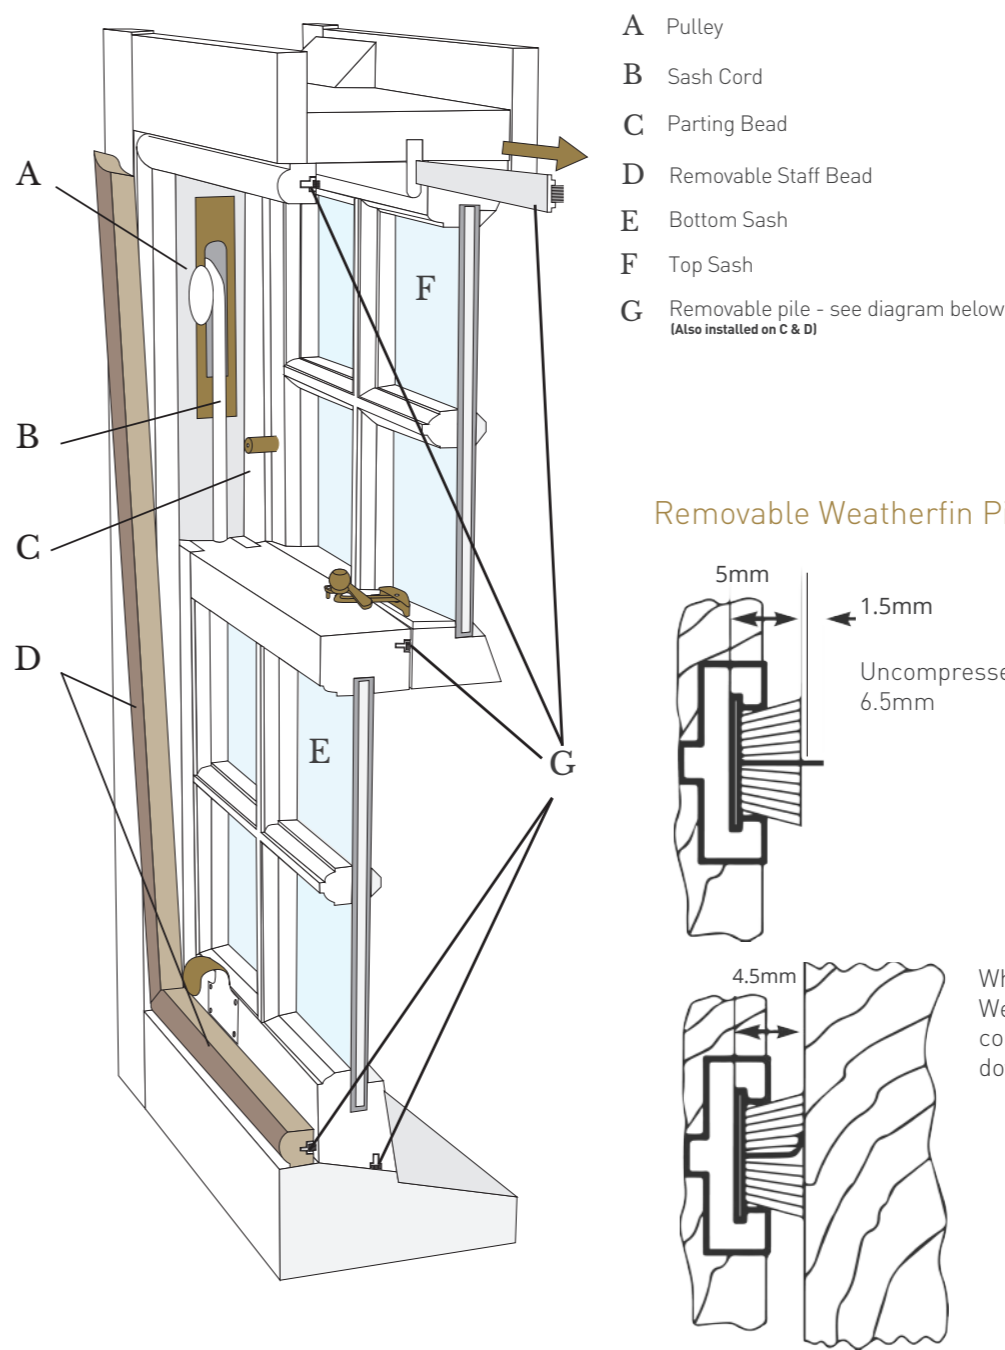 A Pulley
B Sash Cord
C Parting Bead
D Removable Staff Bead
E Bottom Sash
F Top Sash
G Removable pile - see diagram below
(Also installed on C & D)
A
F
B
C
D
E
G
Removable Weatherfin
5mm
1.5mm
6.5mm
4.5mm